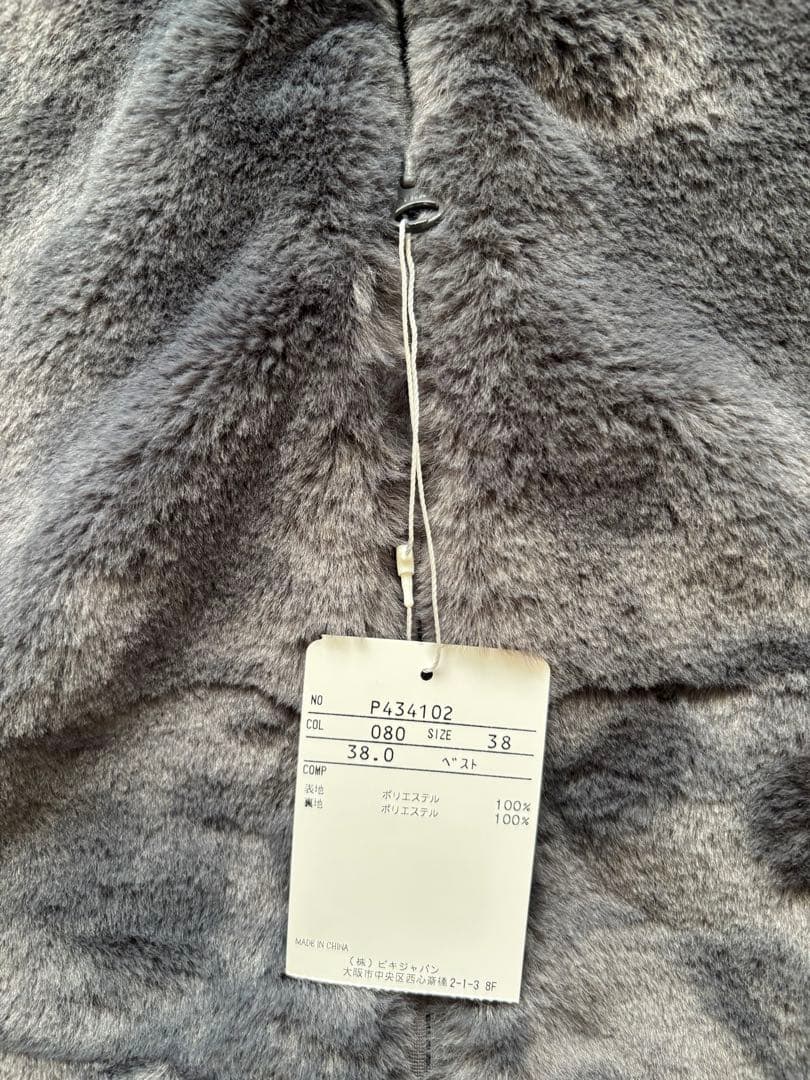 NO P434102
COL 080 SIZE 38
38.0 ベスト
COMP
表地 ポリエステル 100%
裏地 ポリエステル 100%
MADE IN CHINA
(株)ピキジャパン
大阪市中央区西心斎橋2-1-3 8F